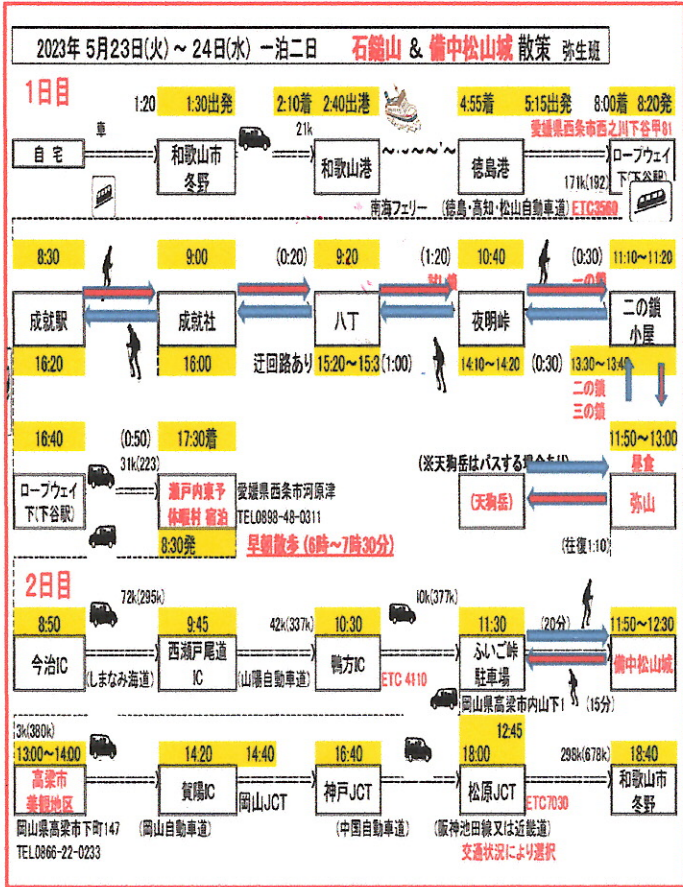 2023年 5月23日(火) ～ 24日(水) 一泊二日 石鎚山 & 備中松山城 散策 弥生班
1日目
1:20 1:30出発 2:10着 2:40出港 4:55着 5:15出発 8:00着 8:20発
車 21k 愛媛県西条市西之川下谷甲81
自宅 和歌山市冬野 和歌山港 ～～～～ 徳島港 ロープウェイ下(下谷駅)
171k(192)
南海フェリー (徳島・高知・松山自動車道) ETC3560
8:30 9:00 (0:20) 9:20 (1:20) 10:40 (0:30) 11:10～11:20
試し鎖 一の鎖
成就駅 成就社 八丁 夜明峠 二の鎖小屋
16:20 16:00 迂回路あり 15:20～15:3 (1:00) 14:10～14:20 (0:30) 13.30～13:40
二の鎖
三の鎖
16:40 (0:50) 17:30着 11:50～13:00
31k(223) (※天狗岳はパスする場合あり) 昼食
ロープウェイ下(下谷駅) 瀬戸内東予休暇村 宿泊 愛媛県西条市河原津 (天狗岳) 弥山
TEL0898-48-0311
8:30発 早朝散歩 (6時～7時30分) (往復1:10)
2日目
72k(295k) 42k(337k) 40k(377k)
8:50 9:45 10:30 11:30 (20分) 11:50～12:30
今治IC 西瀬戸尾道IC 鴨方IC ふいご峠駐車場 備中松山城
(しまなみ海道) (山陽自動車道) ETC 4110
岡山県高梁市内山下1 (15分)
12:45
3k(380k)
13:00～14:00 14:20 14:40 16:40 18:00 298k(678k) 18:40
高梁市 賀陽IC 岡山JCT 神戸JCT 松原JCT ETC7030 和歌山市冬野
岡山県高梁市下町147 (岡山自動車道) (中国自動車道) (阪神池田線又は近畿道)
TEL0866-22-0233 交通状況により選択